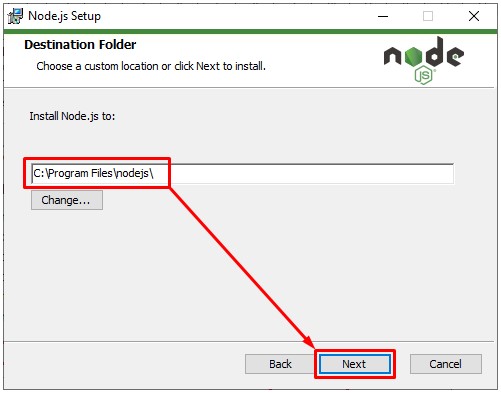 Node.js Setup
Destination Folder
Choose a custom location or click Next to install.
node
JS
Install Node.js to:
C:\Program Files\nodejs\
Change...
Back
Next
Cancel